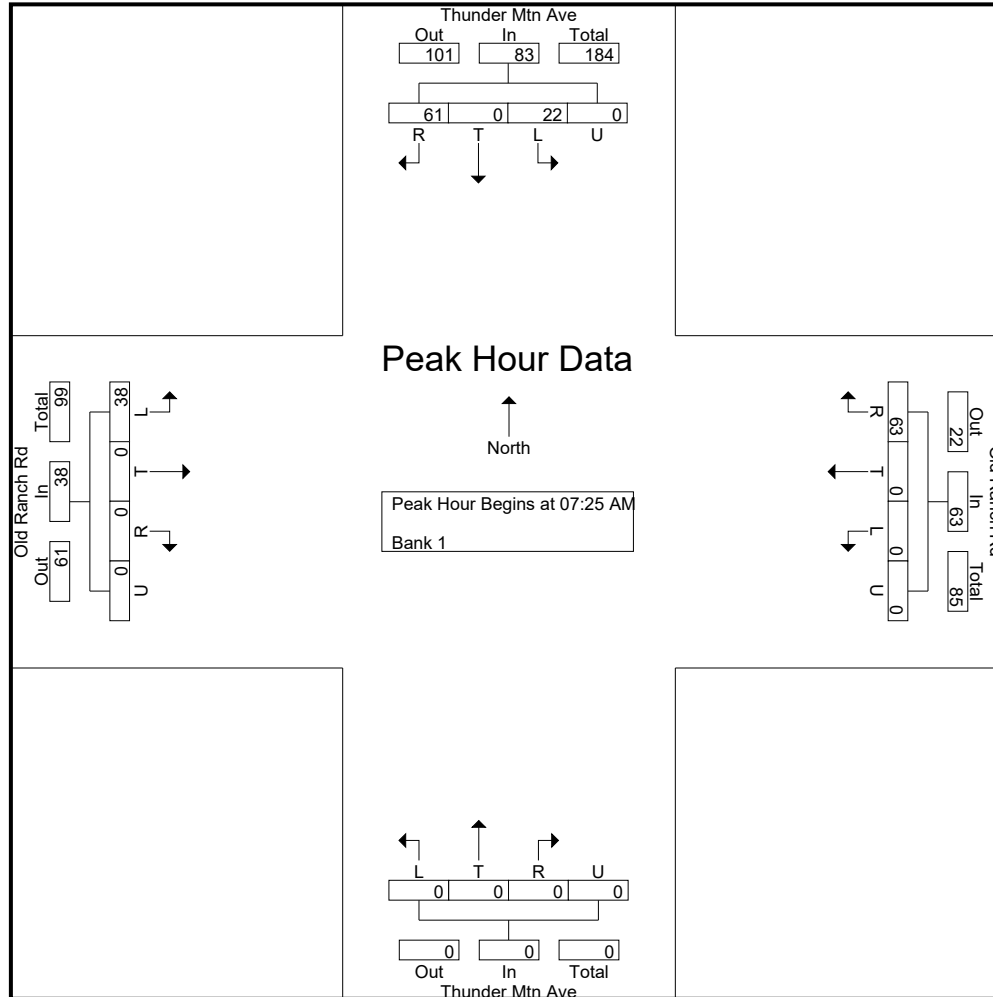 Thunder Mtn Ave
Out In Total
101 83 184
61 0 22 0
R T L U
Peak Hour Data
North
Peak Hour Begins at 07:25 AM
Bank 1
Old Ranch Rd
Total In Out
99 38 61
38 0 0 0
L T R U
Out In Total
22 63 85
63 0 0 0
R T L U
L T R U
0 0 0 0
0 0 0
Out In Total
Thunder Mtn Ave